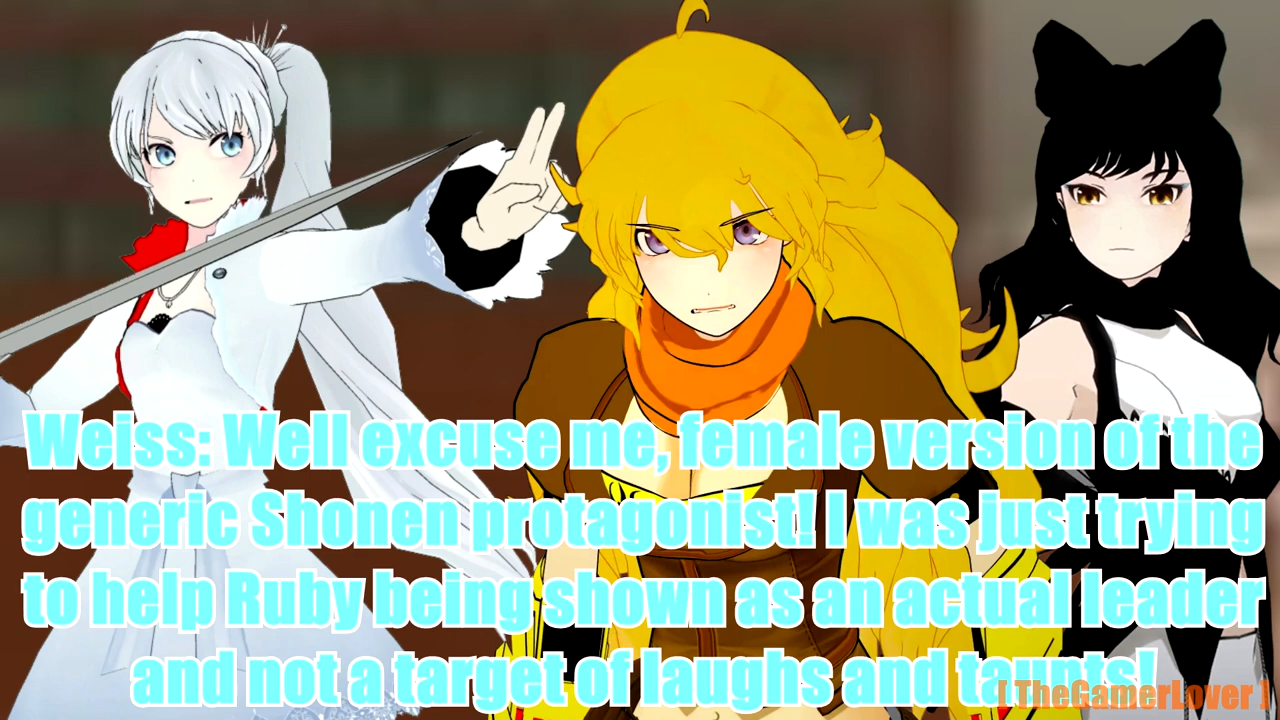 Weiss: Well excuse me, female version of the
generic Shonen protagonist! I was just trying
to help Ruby being shown as an actual leader
and not a target of laughs and taunts!
[ TheGamerLover ]